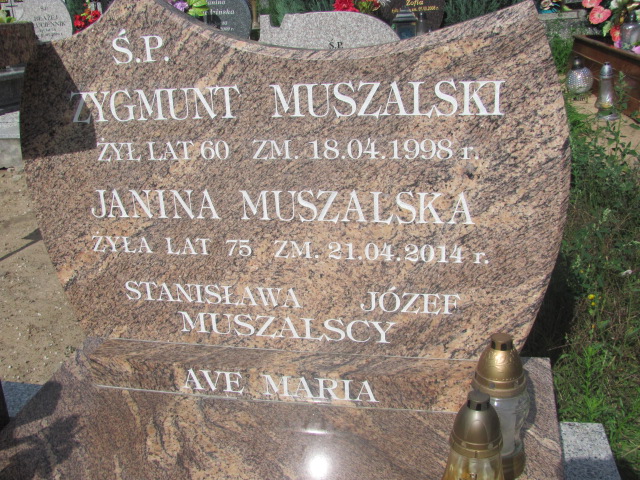 Ś.P.
ZYGMUNT MUSZALSKI
ŻYŁ LAT 60 ZM. 18.04.1998 r.
JANINA MUSZALSKA
ŻYŁA LAT 75 ZM. 21.04.2014 r.
STANISŁAWA JÓZEF
MUSZALSCY
AVE MARIA
Ś.P.
Zofia